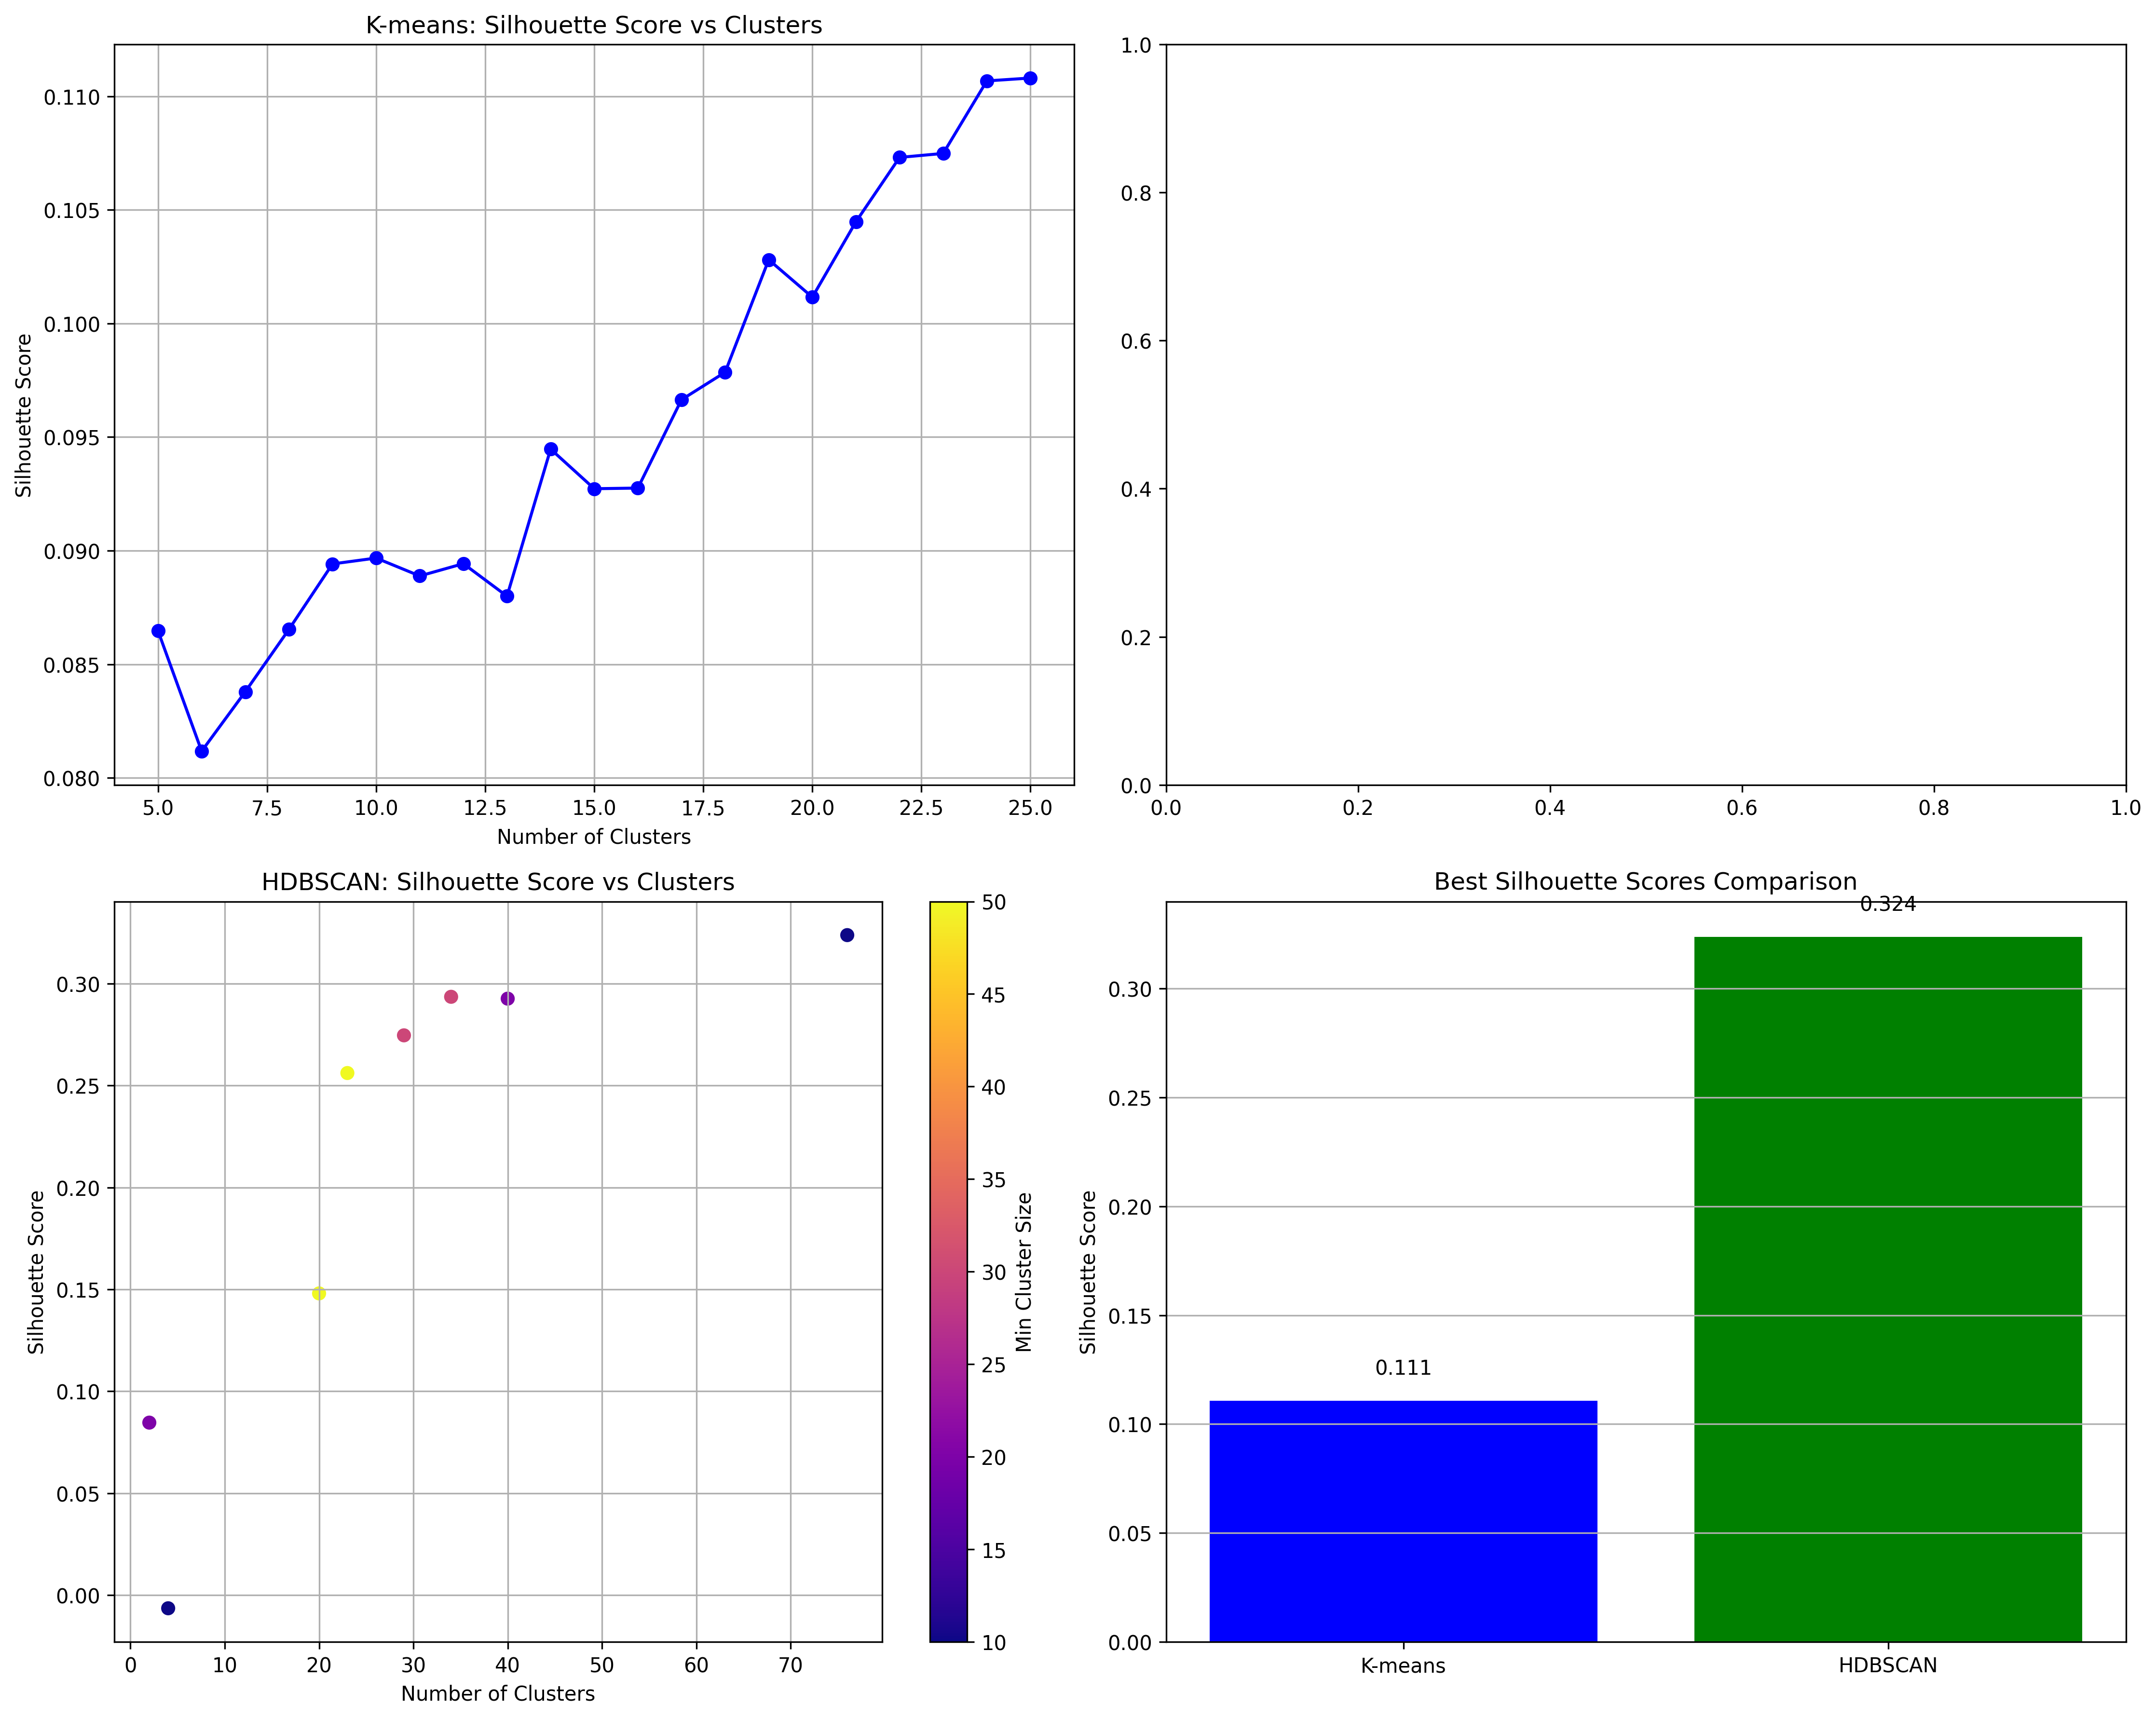 K-means: Silhouette Score vs Clusters
0.110
0.105
0.100
0.095
0.090
0.085
0.080
Silhouette Score
5.0 7.5 10.0 12.5 15.0 17.5 20.0 22.5 25.0
Number of Clusters
1.0
0.8
0.6
0.4
0.2
0.0
0.0 0.2 0.4 0.6 0.8 1.0
HDBSCAN: Silhouette Score vs Clusters
0.30
0.25
0.20
0.15
0.10
0.05
0.00
Silhouette Score
0 10 20 30 40 50 60 70
Number of Clusters
50
45
40
35
30
25
20
15
10
Min Cluster Size
Best Silhouette Scores Comparison
0.324
0.111
0.30
0.25
0.20
0.15
0.10
0.05
0.00
Silhouette Score
K-means HDBSCAN